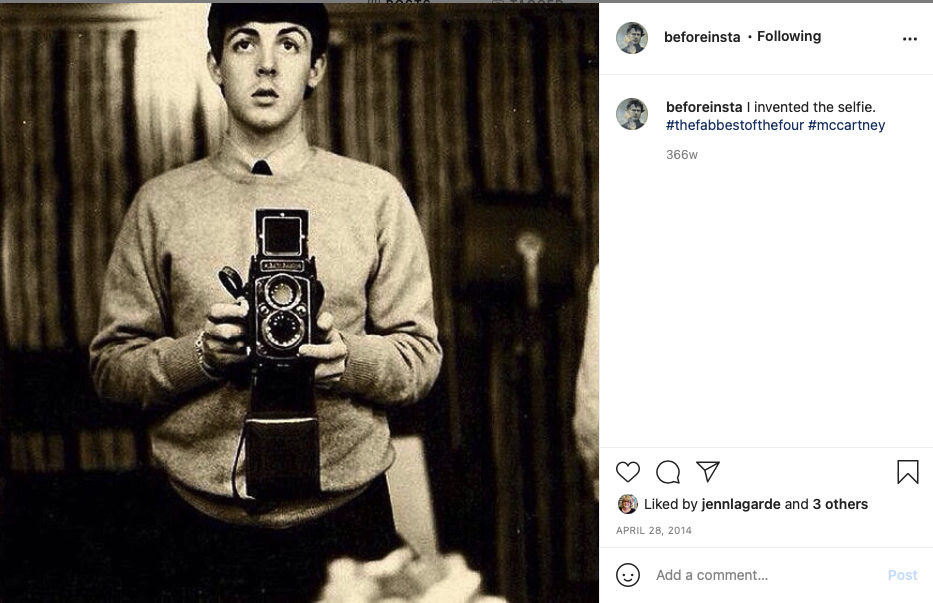 beforeinsta • Following
beforeinsta I invented the selfie.
#thefabbestofthefour #mccartney
366w
Liked by jennlagarde and 3 others
APRIL 28, 2014
Add a comment... Post